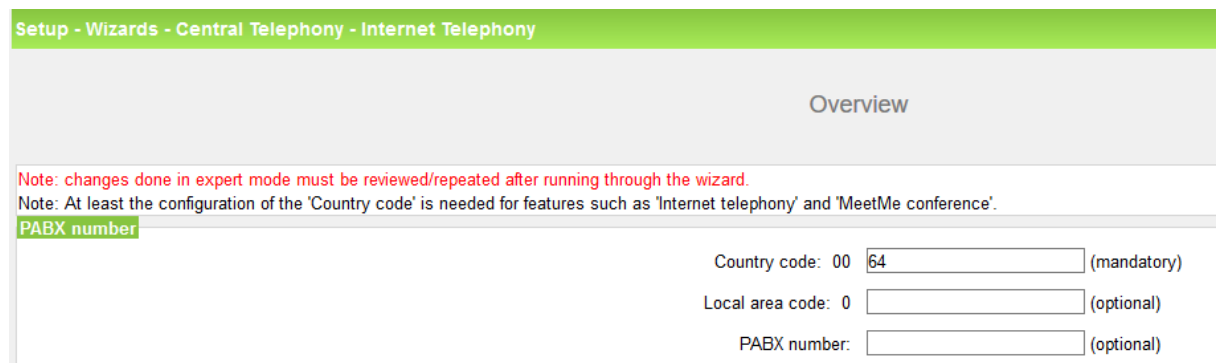 Setup - Wizards - Central Telephony - Internet Telephony
Overview
Note: changes done in expert mode must be reviewed/repeated after running through the wizard.
Note: At least the configuration of the 'Country code' is needed for features such as 'Internet telephony' and 'MeetMe conference'.
PABX number
Country code: 00 64 (mandatory)
Local area code: 0 (optional)
PABX number: (optional)